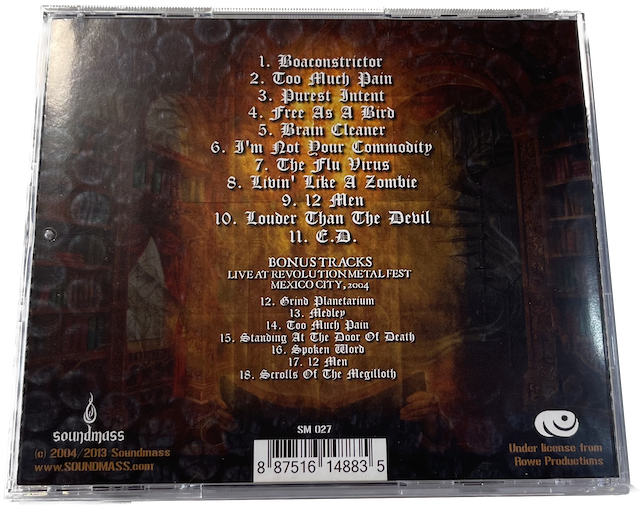 1. Boaconstrictor
2. Too Much Pain
3. Purest Intent
4. Free As A Bird
5. Brain Cleaner
6. I'm Not Your Commodity
7. The Flu Virus
8. Livin' Like A Zombie
9. 12 Men
10. Louder Than The Devil
11. E.D.
BONUS TRACKS
LIVE AT REVOLUTION METAL FEST
MEXICO CITY, 2004
12. Grind Planetarium
13. Medley
14. Too Much Pain
15. Standing At The Door Of Death
16. Spoken Word
17. 12 Men
18. Scrolls Of The Megilloth
soundmass
(c) 2004/2013 Soundmass
www.SOUNDMASS.com
SM 027
8 87516 14883 5
Under license from
Rowe Productions